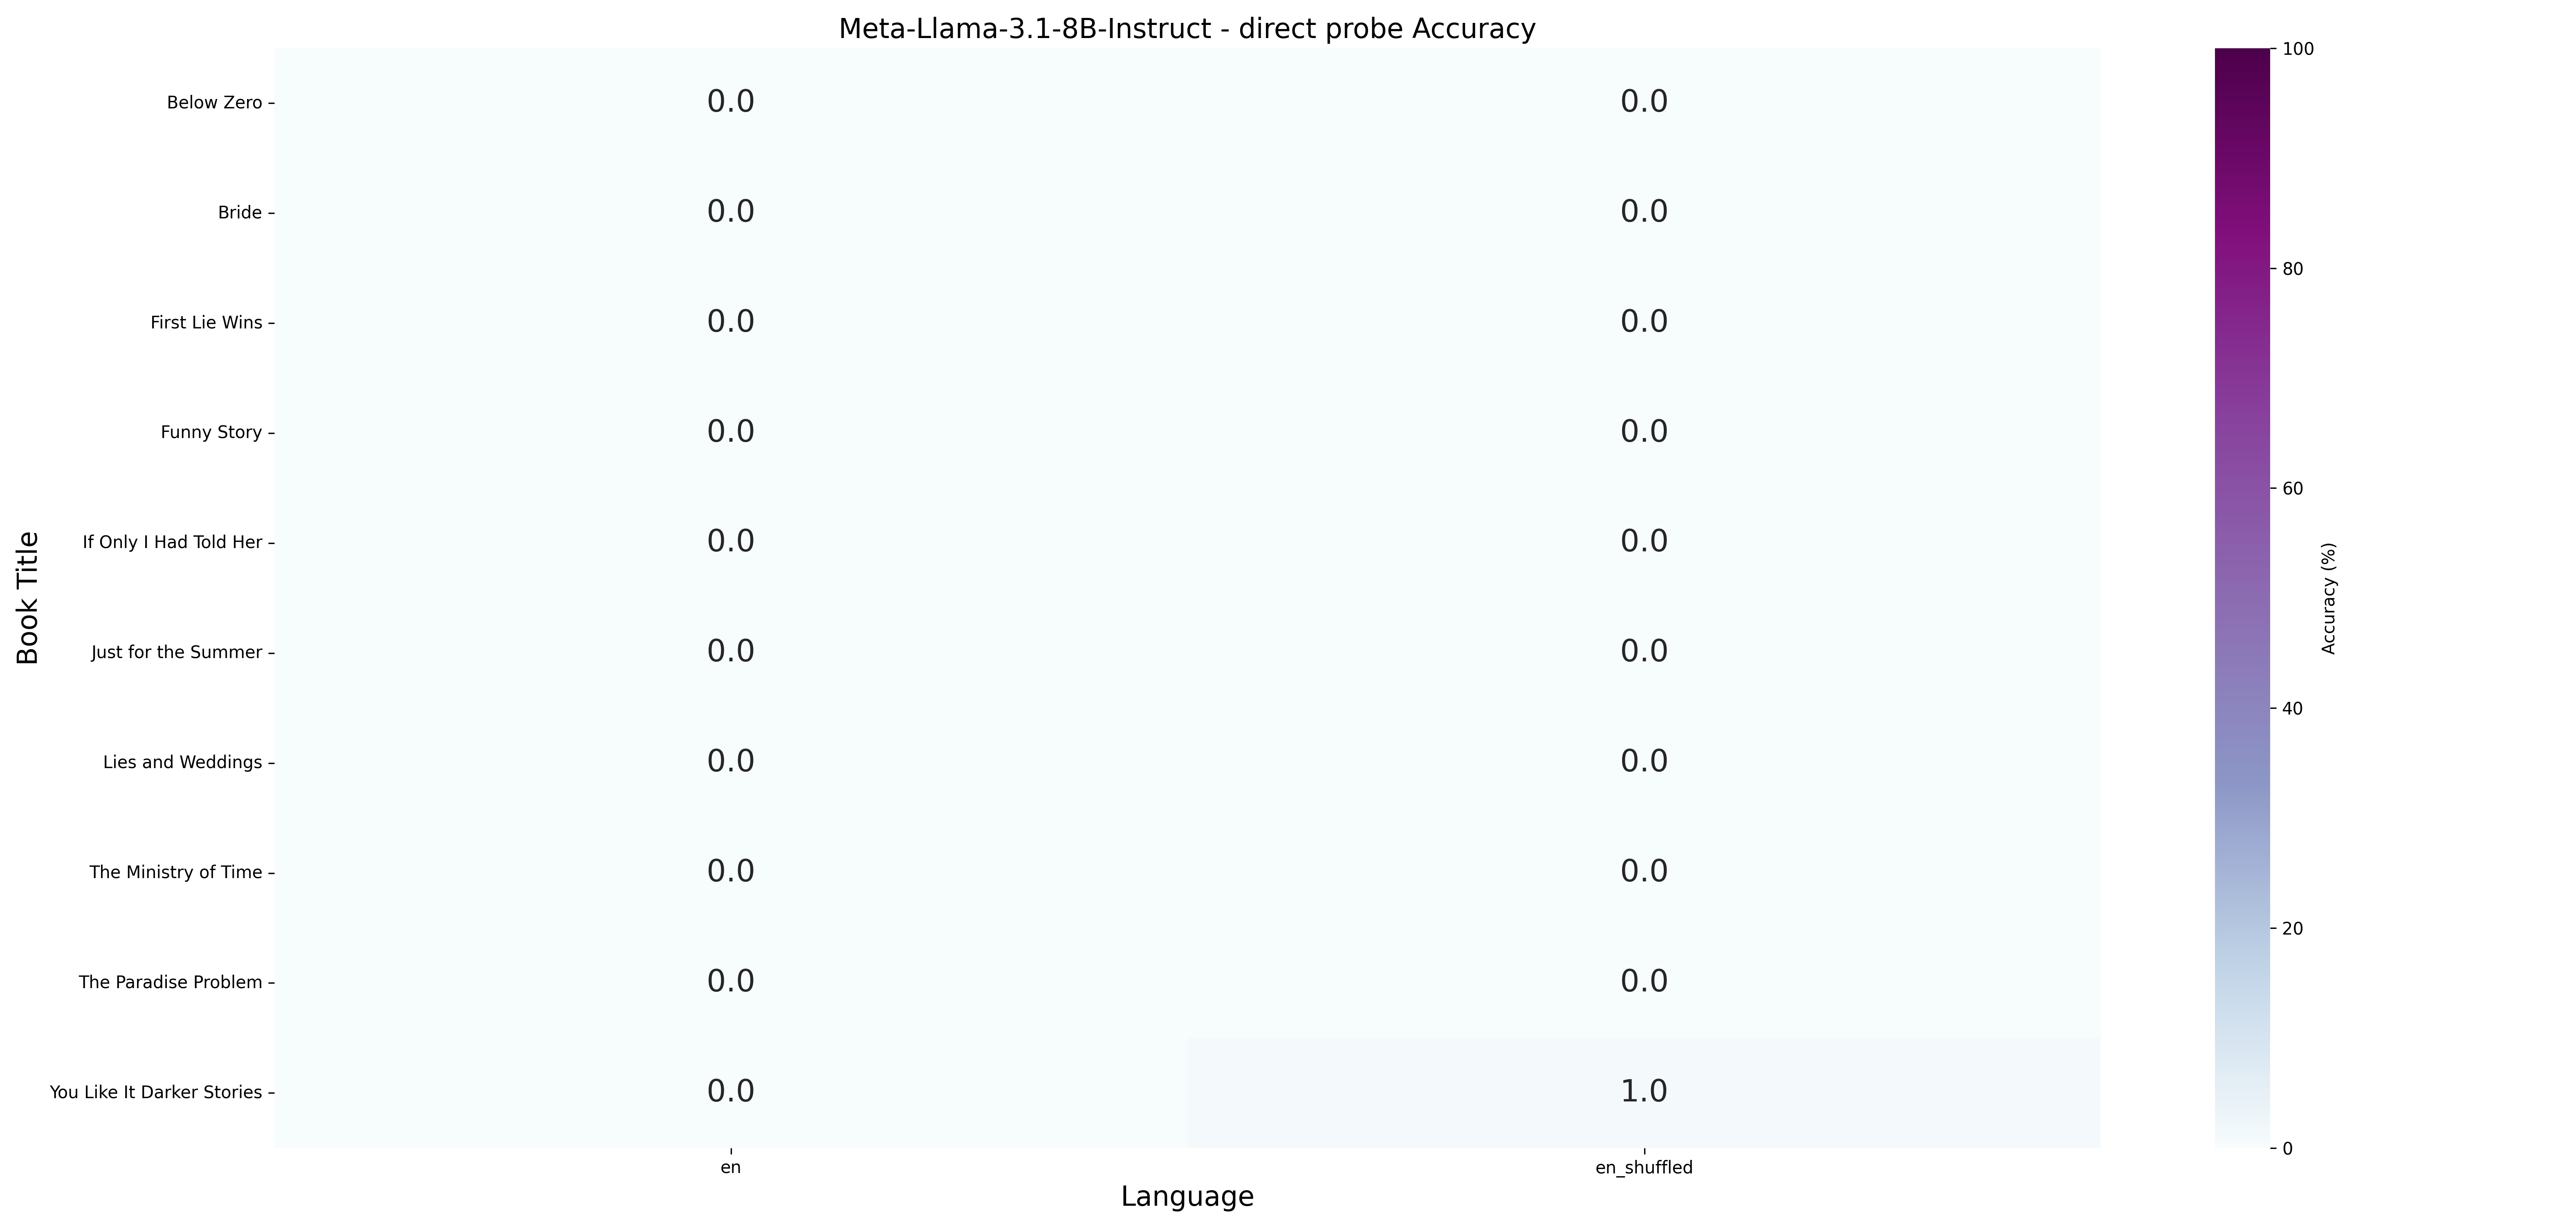 Meta-Llama-3.1-8B-Instruct - direct probe Accuracy
Book Title
Below Zero 0.0 0.0
Bride 0.0 0.0
First Lie Wins 0.0 0.0
Funny Story 0.0 0.0
If Only I Had Told Her 0.0 0.0
Just for the Summer 0.0 0.0
Lies and Weddings 0.0 0.0
The Ministry of Time 0.0 0.0
The Paradise Problem 0.0 0.0
You Like It Darker Stories 0.0 1.0
en en_shuffled
Language
100
80
60
40
20
0
Accuracy (%)